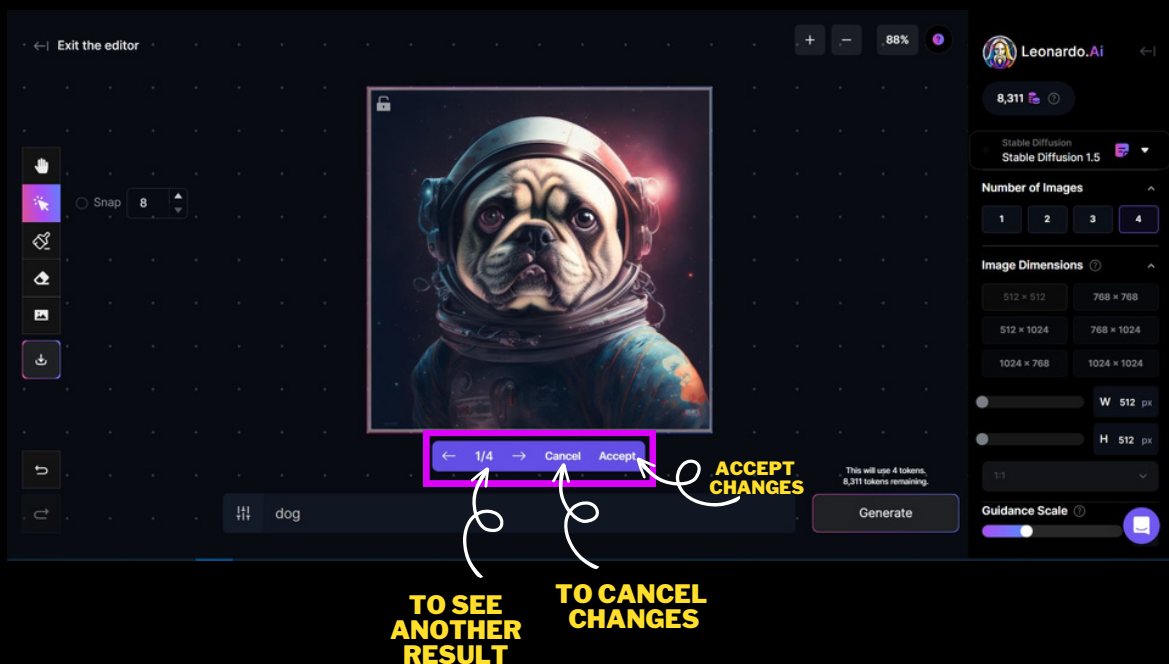 Exit the editor
+
−
88%
?
Leonardo.Ai
8,311
?
Stable Diffusion
Stable Diffusion 1.5
Snap
8
Number of Images
1
2
3
4
Image Dimensions ?
512 × 512
768 × 768
512 × 1024
768 × 1024
1024 × 768
1024 × 1024
W 512 px
H 512 px
1:1
Guidance Scale ?
← 1/4 → Cancel Accept
ACCEPT
CHANGES
This will use 4 tokens.
8,311 tokens remaining.
dog
Generate
TO SEE
ANOTHER
RESULT
TO CANCEL
CHANGES